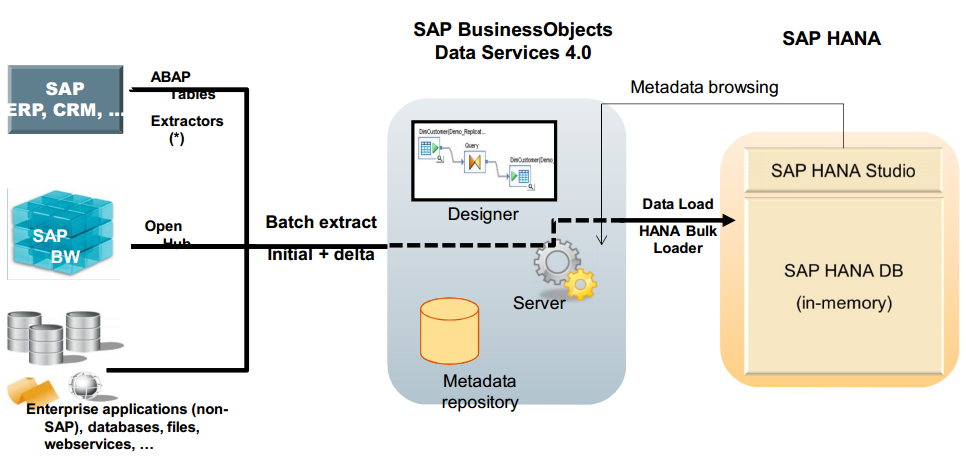 SAP BusinessObjects
Data Services 4.0
SAP HANA
SAP
ERP, CRM, ...
ABAP
Tables
Extractors
(*)
Metadata browsing
DimCustomer(Demo_Replicat...
Query
DimCustomer(Demo_
Designer
SAP HANA Studio
SAP
BW
Open
Hub
Batch extract
Initial + delta
Data Load
HANA Bulk
Loader
SAP HANA DB
(in-memory)
Server
Metadata
repository
Enterprise applications (non-
SAP), databases, files,
webservices, …